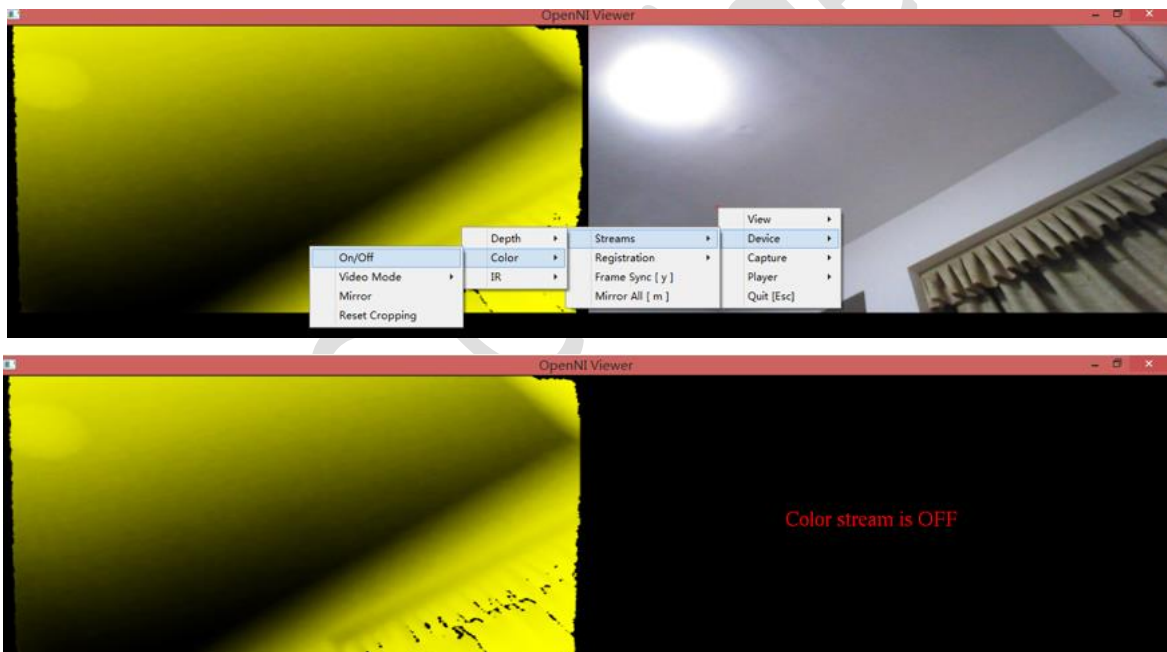 OpenNI Viewer
View
Device
Capture
Player
Quit [Esc]
Streams
Registration
Frame Sync [ y ]
Mirror All [ m ]
Depth
Color
IR
On/Off
Video Mode
Mirror
Reset Cropping
OpenNI Viewer
Color stream is OFF